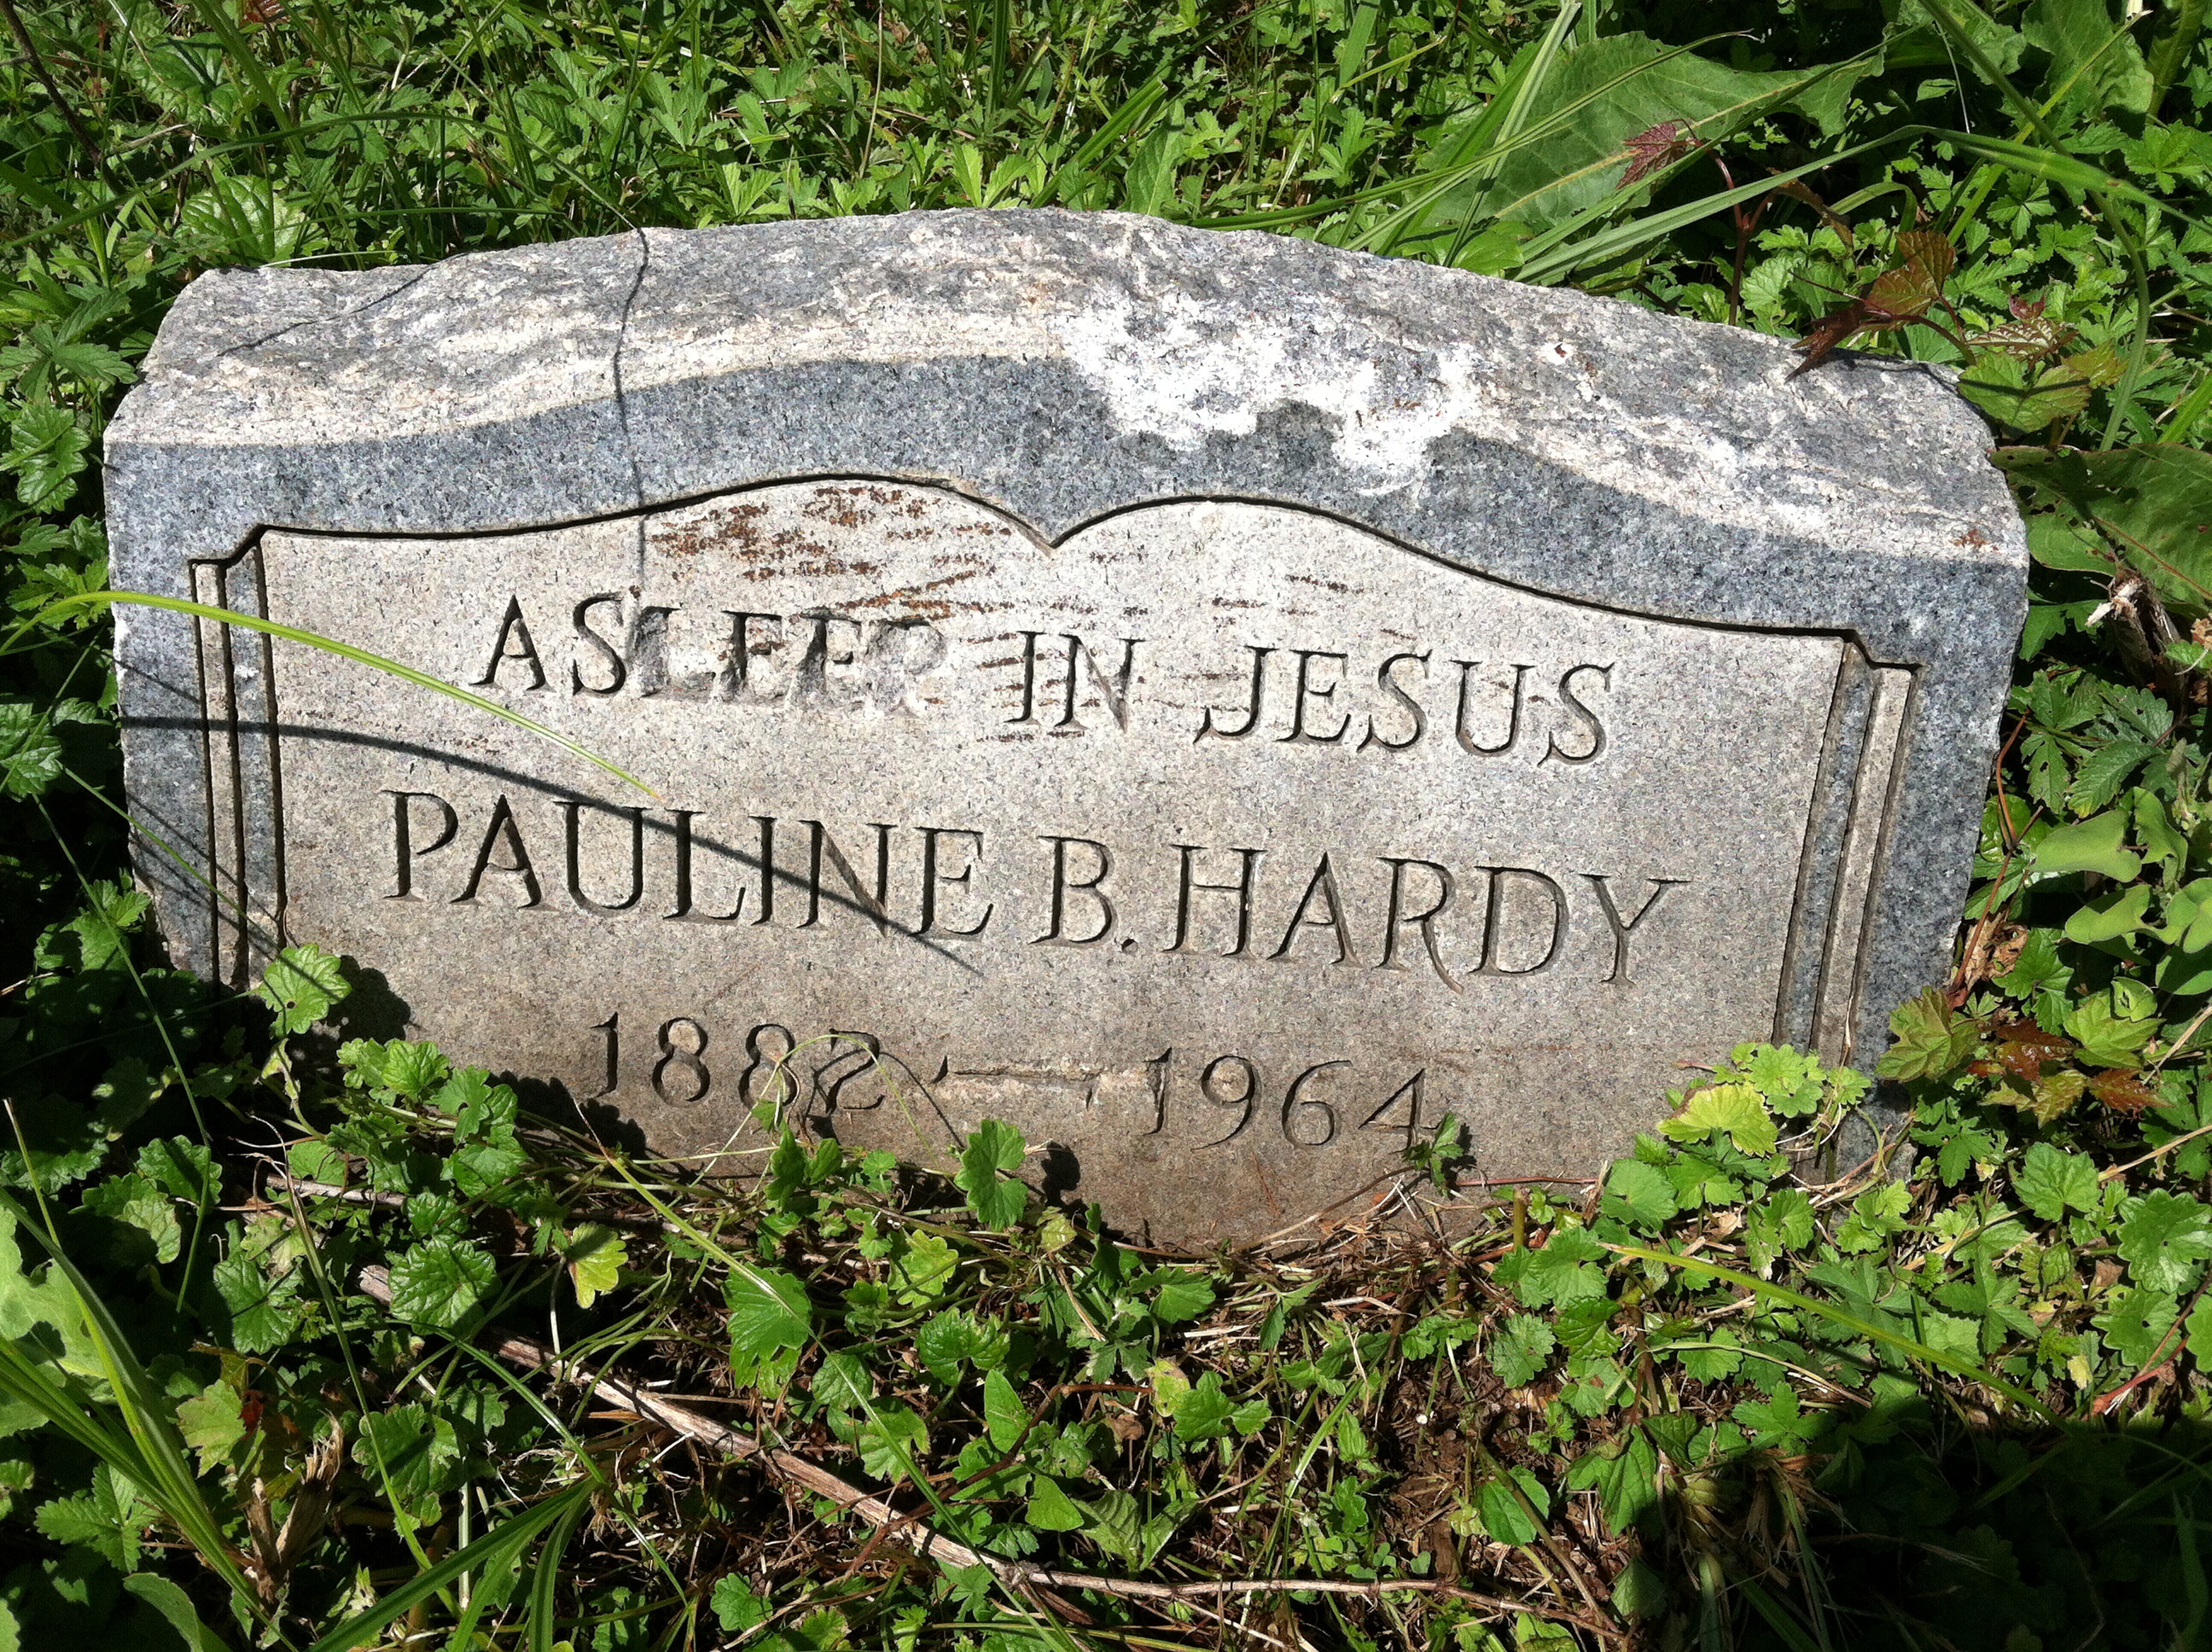 ASLEEP IN JESUS
PAULINE B. HARDY
1882 — 1964